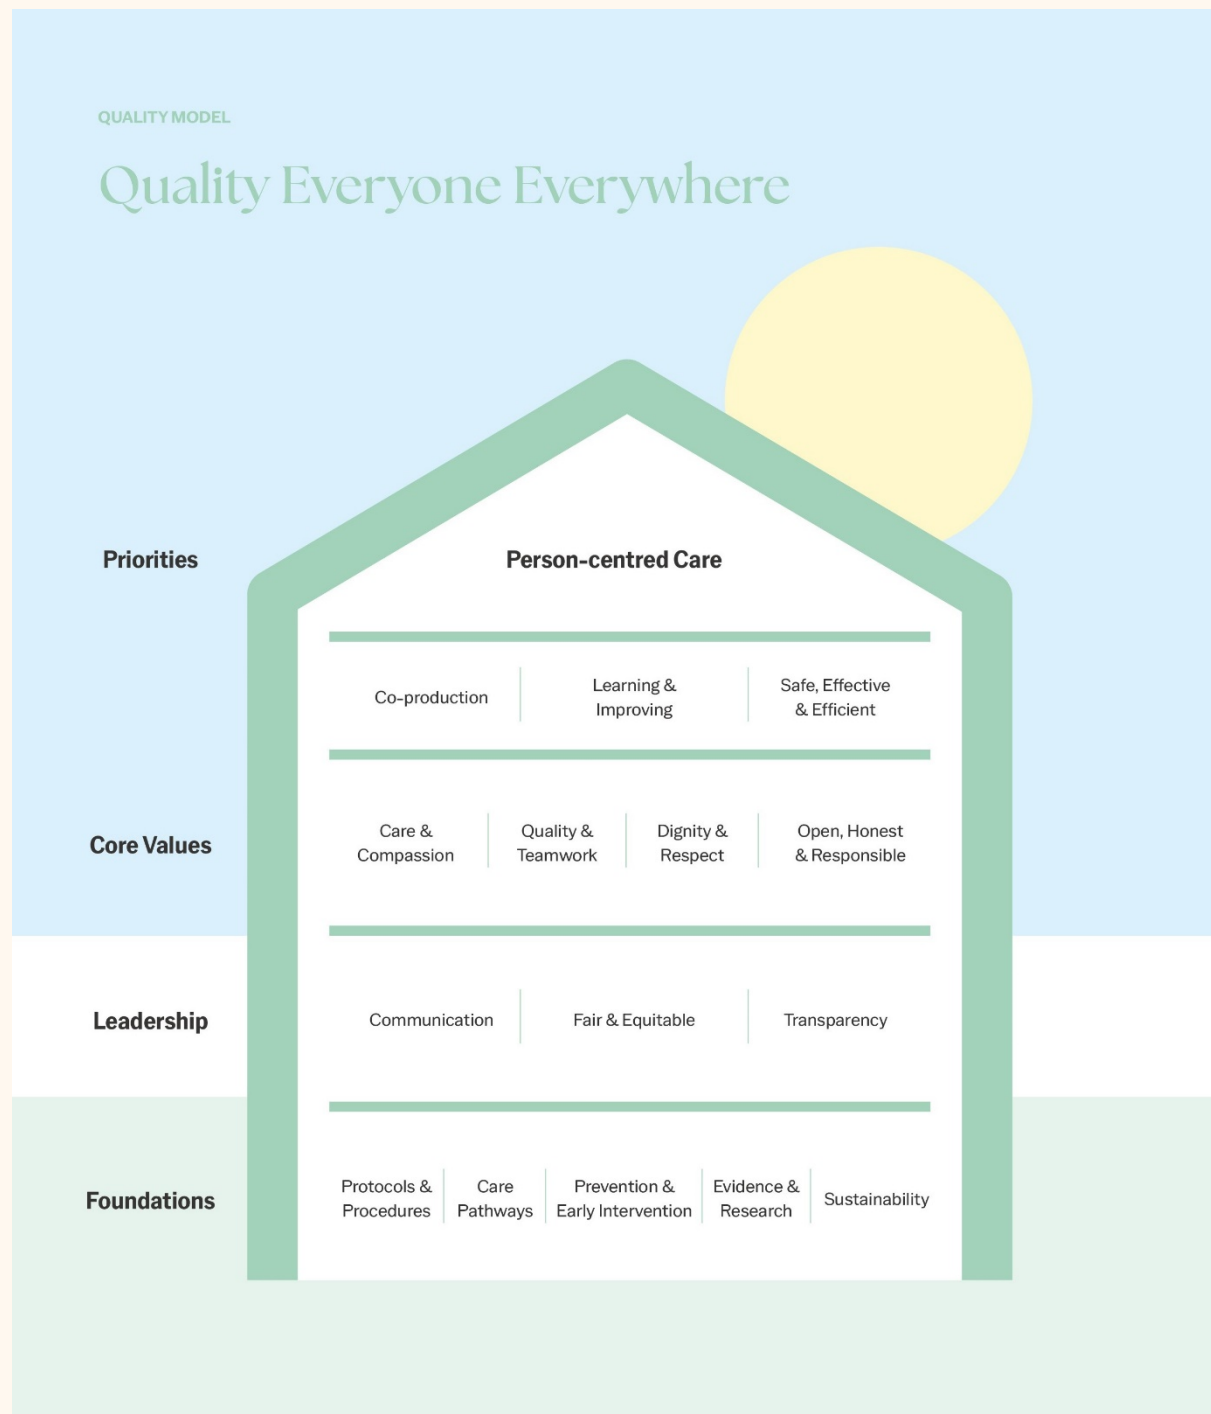 QUALITY MODEL
Quality Everyone Everywhere
Priorities
Person-centred Care
Co-production
Learning &
Improving
Safe, Effective
& Efficient
Core Values
Care &
Compassion
Quality &
Teamwork
Dignity &
Respect
Open, Honest
& Responsible
Leadership
Communication
Fair & Equitable
Transparency
Foundations
Protocols &
Procedures
Care
Pathways
Prevention &
Early Intervention
Evidence &
Research
Sustainability